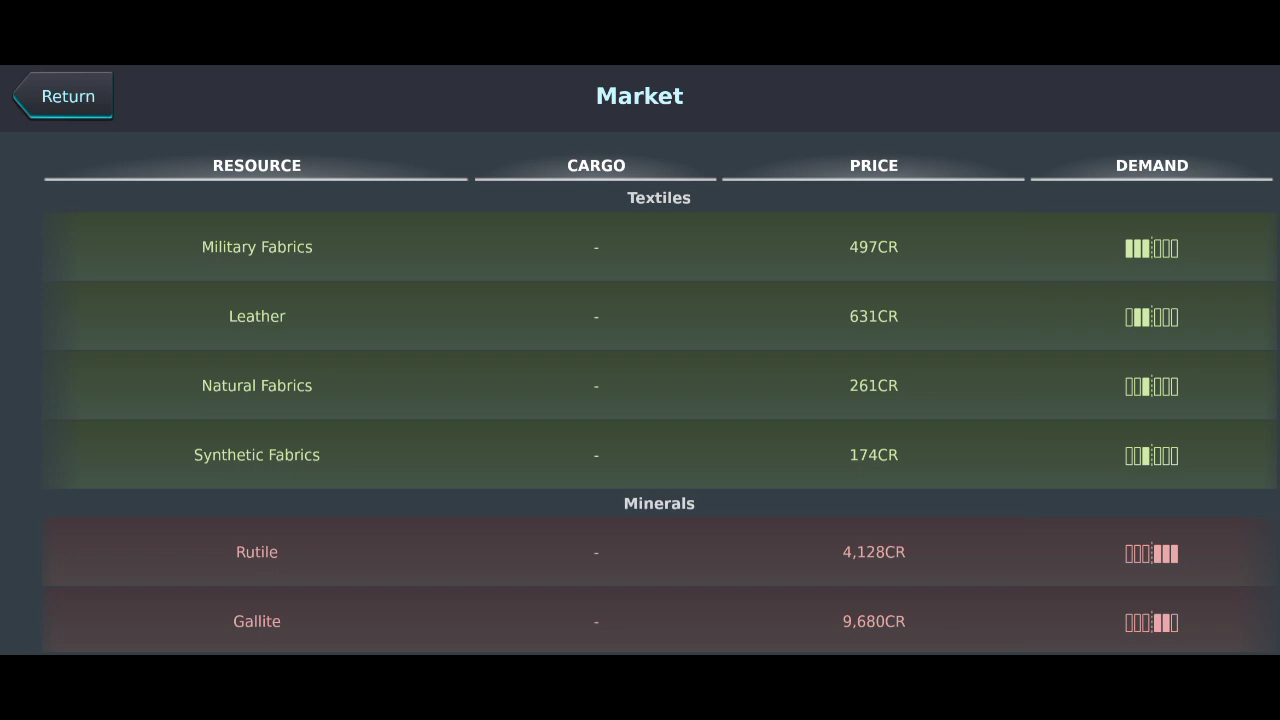 Return
Market
RESOURCE CARGO PRICE DEMAND
Textiles
Military Fabrics - 497CR
Leather - 631CR
Natural Fabrics - 261CR
Synthetic Fabrics - 174CR
Minerals
Rutile - 4,128CR
Gallite - 9,680CR